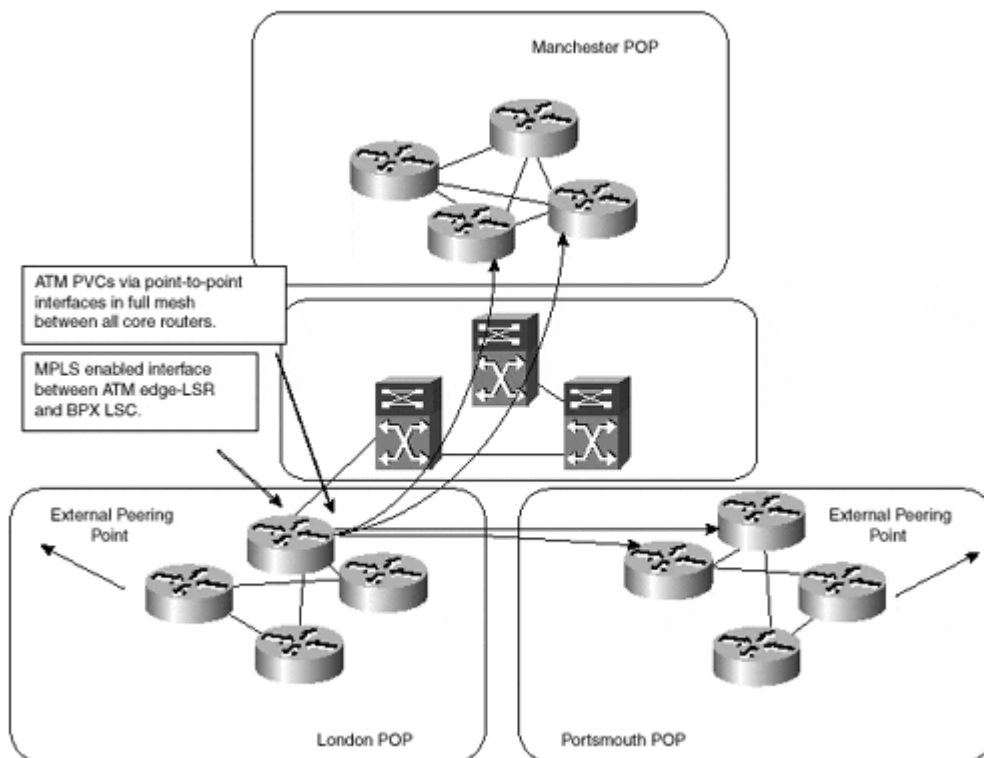 Manchester POP
ATM PVCs via point-to-point
interfaces in full mesh
between all core routers.
MPLS enabled interface
between ATM edge-LSR
and BPX LSC.
External Peering
Point
External Peering
Point
London POP
Portsmouth POP